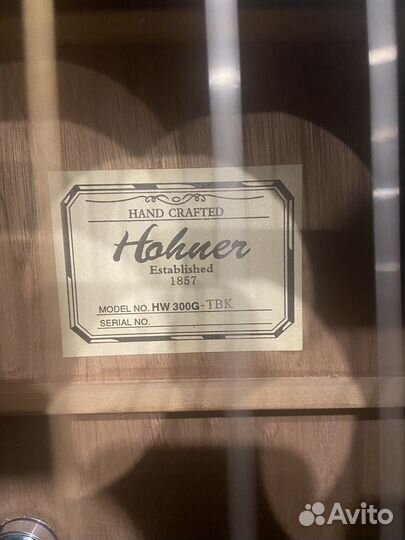 HAND CRAFTED
Hohner
Established
1857
MODEL NO. HW 300G-TBK
SERIAL NO.
Avito